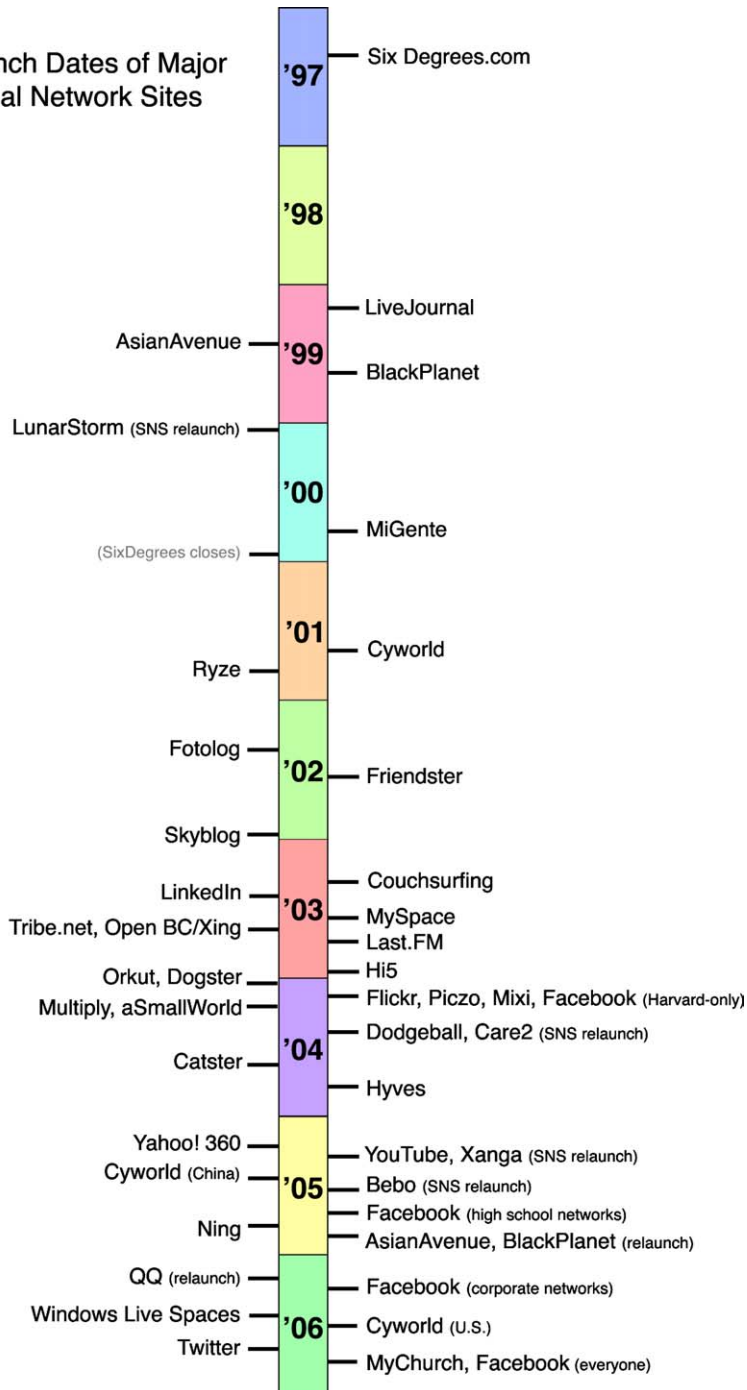 nch Dates of Major
al Network Sites
’97
Six Degrees.com
’98
LiveJournal
AsianAvenue
’99
BlackPlanet
LunarStorm (SNS relaunch)
’00
MiGente
(SixDegrees closes)
’01
Cyworld
Ryze
Fotolog
’02
Friendster
Skyblog
Couchsurfing
LinkedIn
’03
MySpace
Tribe.net, Open BC/Xing
Last.FM
Hi5
Orkut, Dogster
Flickr, Piczo, Mixi, Facebook (Harvard-only)
Multiply, aSmallWorld
Dodgeball, Care2 (SNS relaunch)
’04
Catster
Hyves
Yahoo! 360
YouTube, Xanga (SNS relaunch)
Cyworld (China)
’05
Bebo (SNS relaunch)
Facebook (high school networks)
Ning
AsianAvenue, BlackPlanet (relaunch)
QQ (relaunch)
Facebook (corporate networks)
Windows Live Spaces
’06
Cyworld (U.S.)
Twitter
MyChurch, Facebook (everyone)